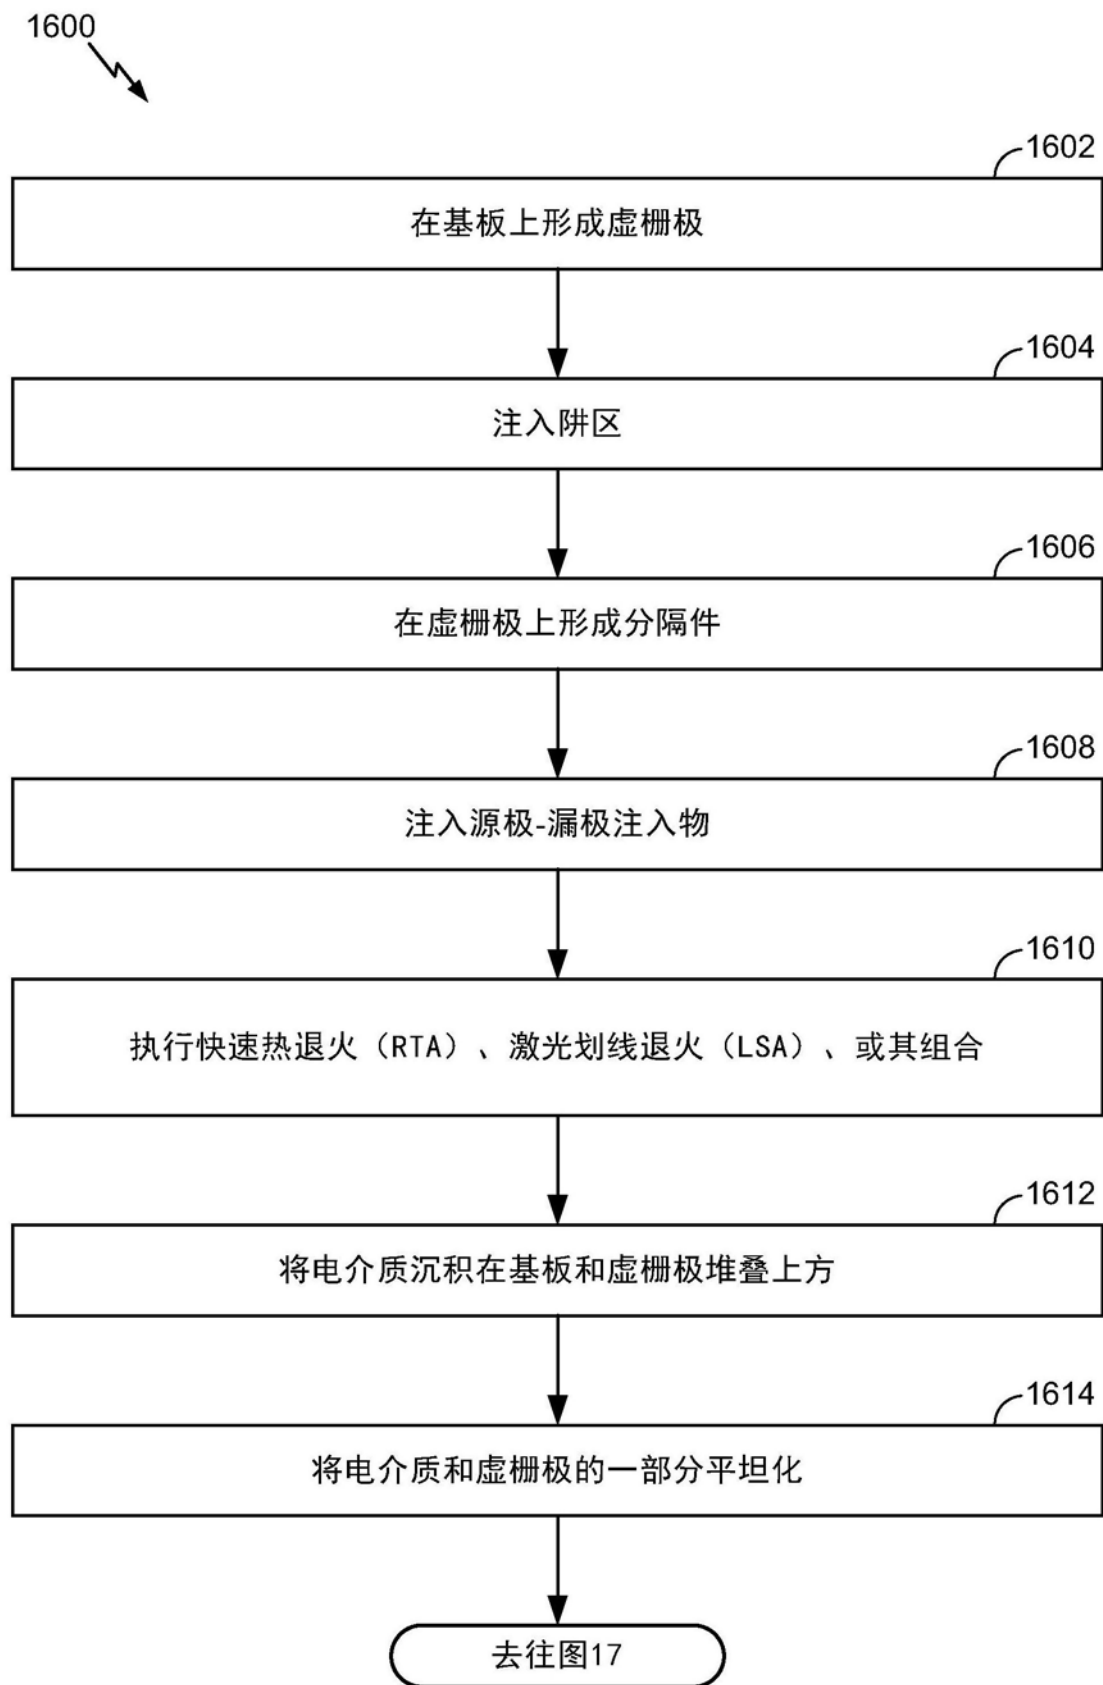 1600
1602
在基板上形成虚栅极
1604
注入阱区
1606
在虚栅极上形成分隔件
1608
注入源极-漏极注入物
1610
执行快速热退火（RTA）、激光划线退火（LSA）、或其组合
1612
将电介质沉积在基板和虚栅极堆叠上方
1614
将电介质和虚栅极的一部分平坦化
去往图17